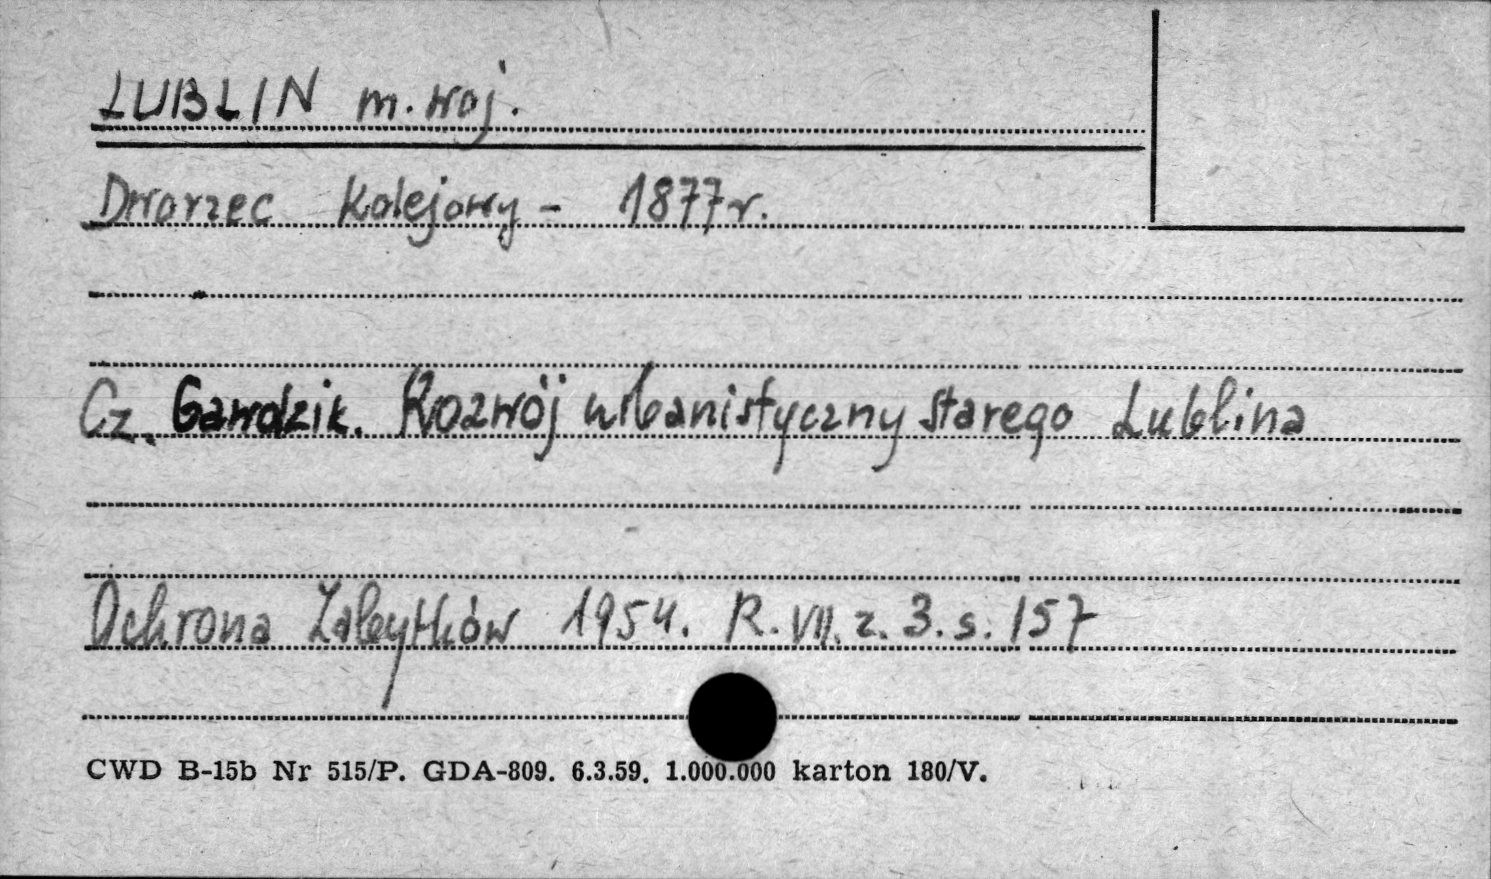 LUBLIN m. woj.
Dworzec Kolejowy - 1877 r.
Cz. Gawdzik. Rozwój urbanistyczny starego Lublina
Ochrona Zabytków 1954. R. VII. z. 3. s. 157
CWD B-15b Nr 515/P. GDA-809. 6.3.59. 1.000.000 karton 180/V.